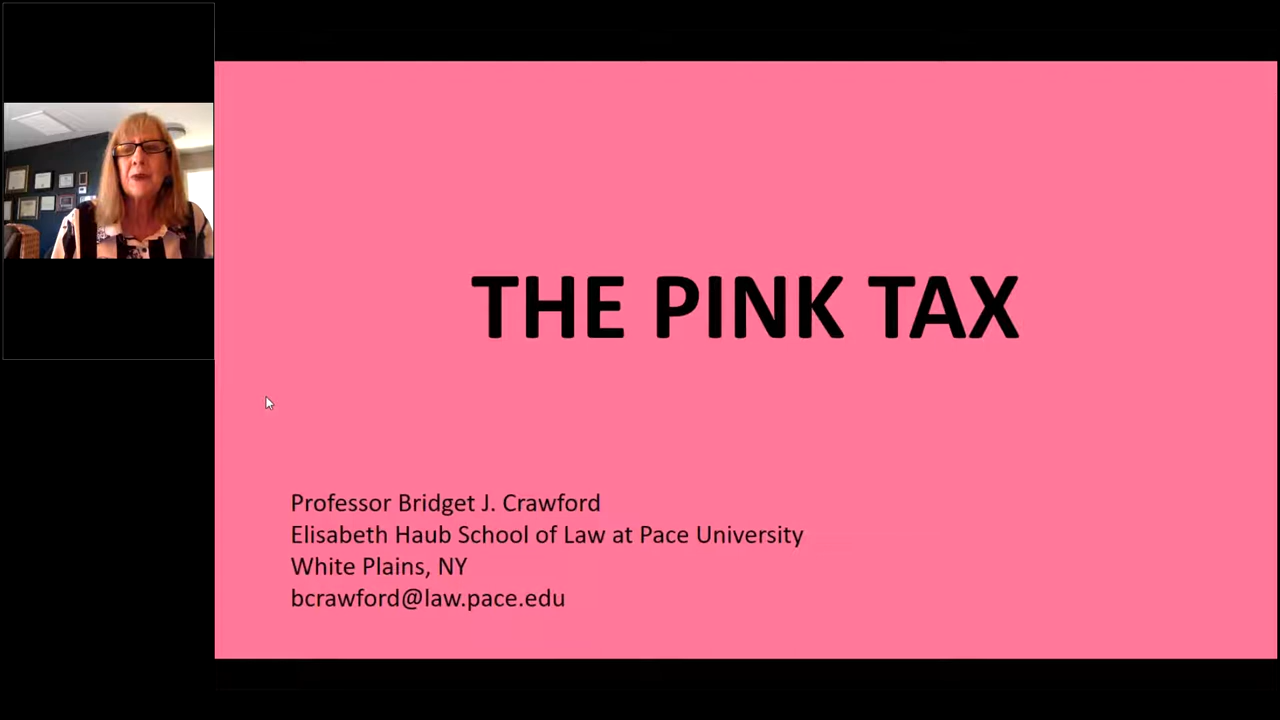 THE PINK TAX
Professor Bridget J. Crawford
Elisabeth Haub School of Law at Pace University
White Plains, NY
bcrawford@law.pace.edu